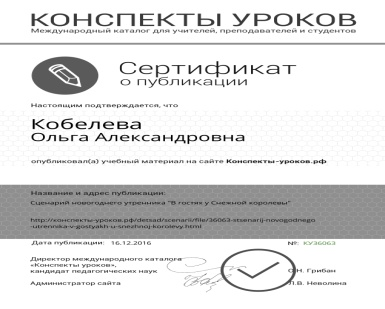 КОНСПЕКТЫ УРОКОВ
Международный каталог для учителей, преподавателей и студентов
Сертификат
о публикации
Настоящим подтверждается, что
Кобелева
Ольга Александровна
опубликовал(а) учебный материал на сайте Конспекты-уроков.рф
Название и адрес публикации:
Сценарий новогоднего утренника "В гостях у Снежной королевы"
http://конспекты-уроков.рф/detsad/scenarii/file/36063-stsenarij-novogodnego
-utrennika-v-gostyakh-u-snezhnoj-korolevy.html
Дата публикации: 16.12.2016 №: КУ36063
Директор международного каталога
«Конспекты уроков»,
кандидат педагогических наук О.Н. Грибан
Администратор сайта Л.В. Неволина